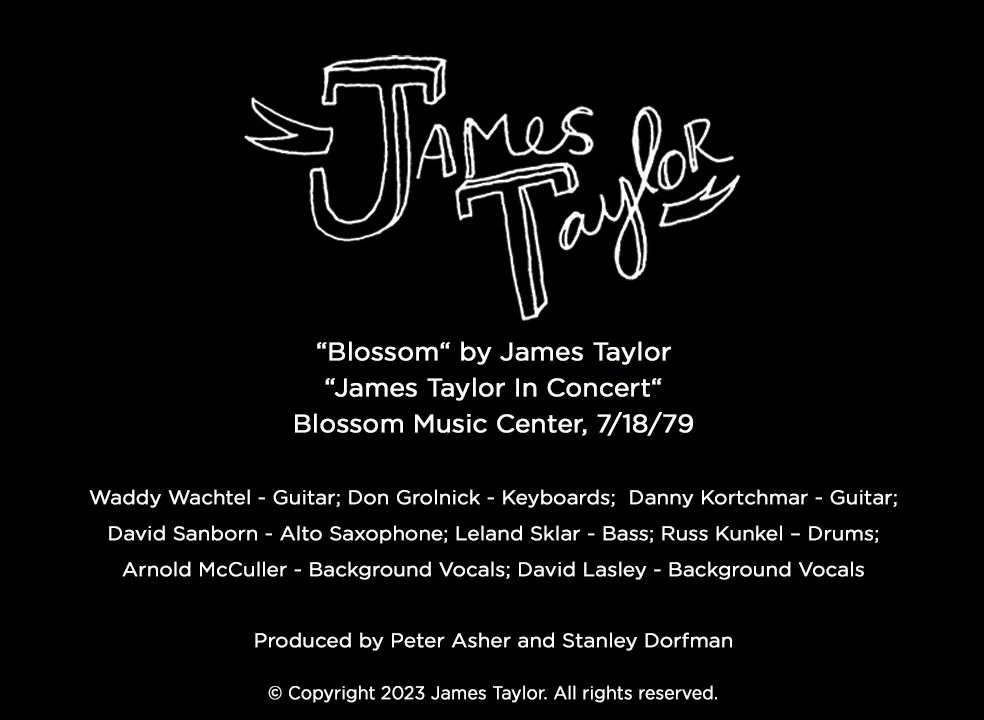 JAMES
TaylOR
“Blossom“ by James Taylor
“James Taylor In Concert“
Blossom Music Center, 7/18/79
Waddy Wachtel - Guitar; Don Grolnick - Keyboards;  Danny Kortchmar - Guitar;
David Sanborn - Alto Saxophone; Leland Sklar - Bass; Russ Kunkel – Drums;
Arnold McCuller - Background Vocals; David Lasley - Background Vocals
Produced by Peter Asher and Stanley Dorfman
© Copyright 2023 James Taylor. All rights reserved.